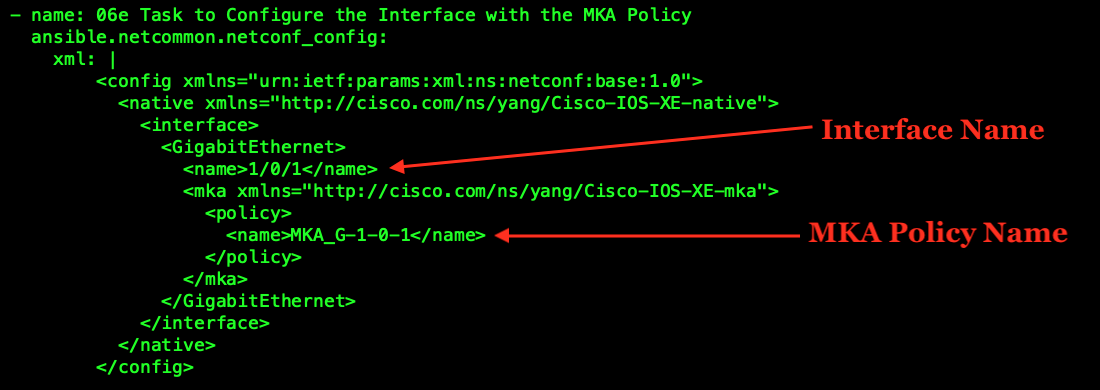 - name: 06e Task to Configure the Interface with the MKA Policy
  ansible.netcommon.netconf_config:
    xml: |
        <config xmlns="urn:ietf:params:xml:ns:netconf:base:1.0">
          <native xmlns="http://cisco.com/ns/yang/Cisco-IOS-XE-native">
            <interface>
Interface Name
              <GigabitEthernet>
                <name>1/0/1</name>
                <mka xmlns="http://cisco.com/ns/yang/Cisco-IOS-XE-mka">
                  <policy>
                    <name>MKA_G-1-0-1</name>
MKA Policy Name
                  </policy>
                </mka>
              </GigabitEthernet>
            </interface>
          </native>
        </config>